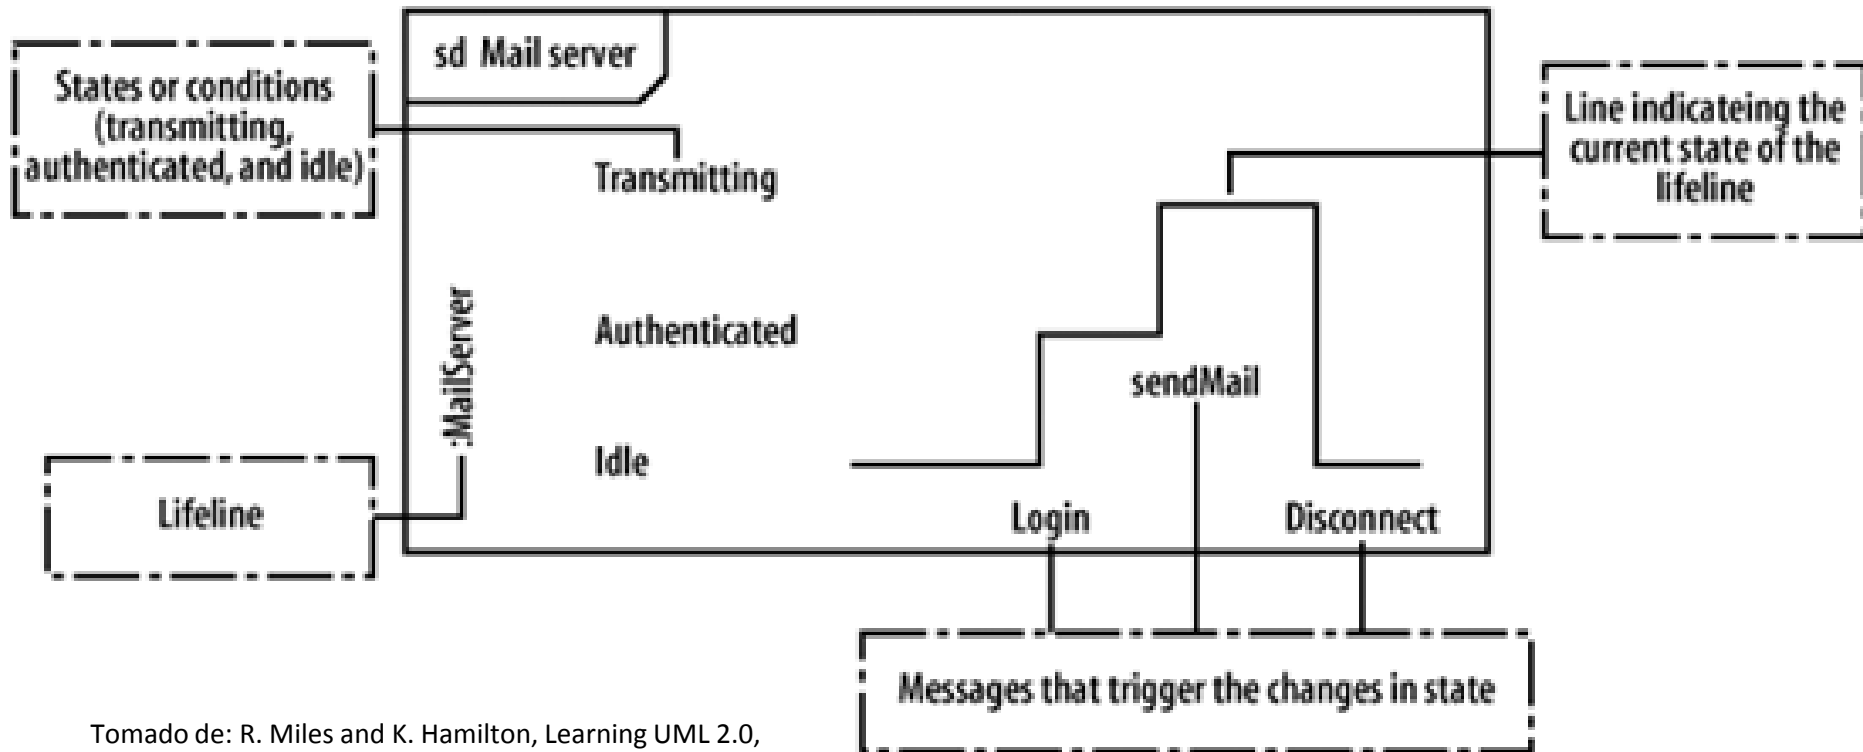 sd Mail server
States or conditions
(transmitting,
authenticated, and idle)
Transmitting
Line indicateing the
current state of the
lifeline
:MailServer
Authenticated
sendMail
Idle
Lifeline
Login
Disconnect
Messages that trigger the changes in state
Tomado de: R. Miles and K. Hamilton, Learning UML 2.0,